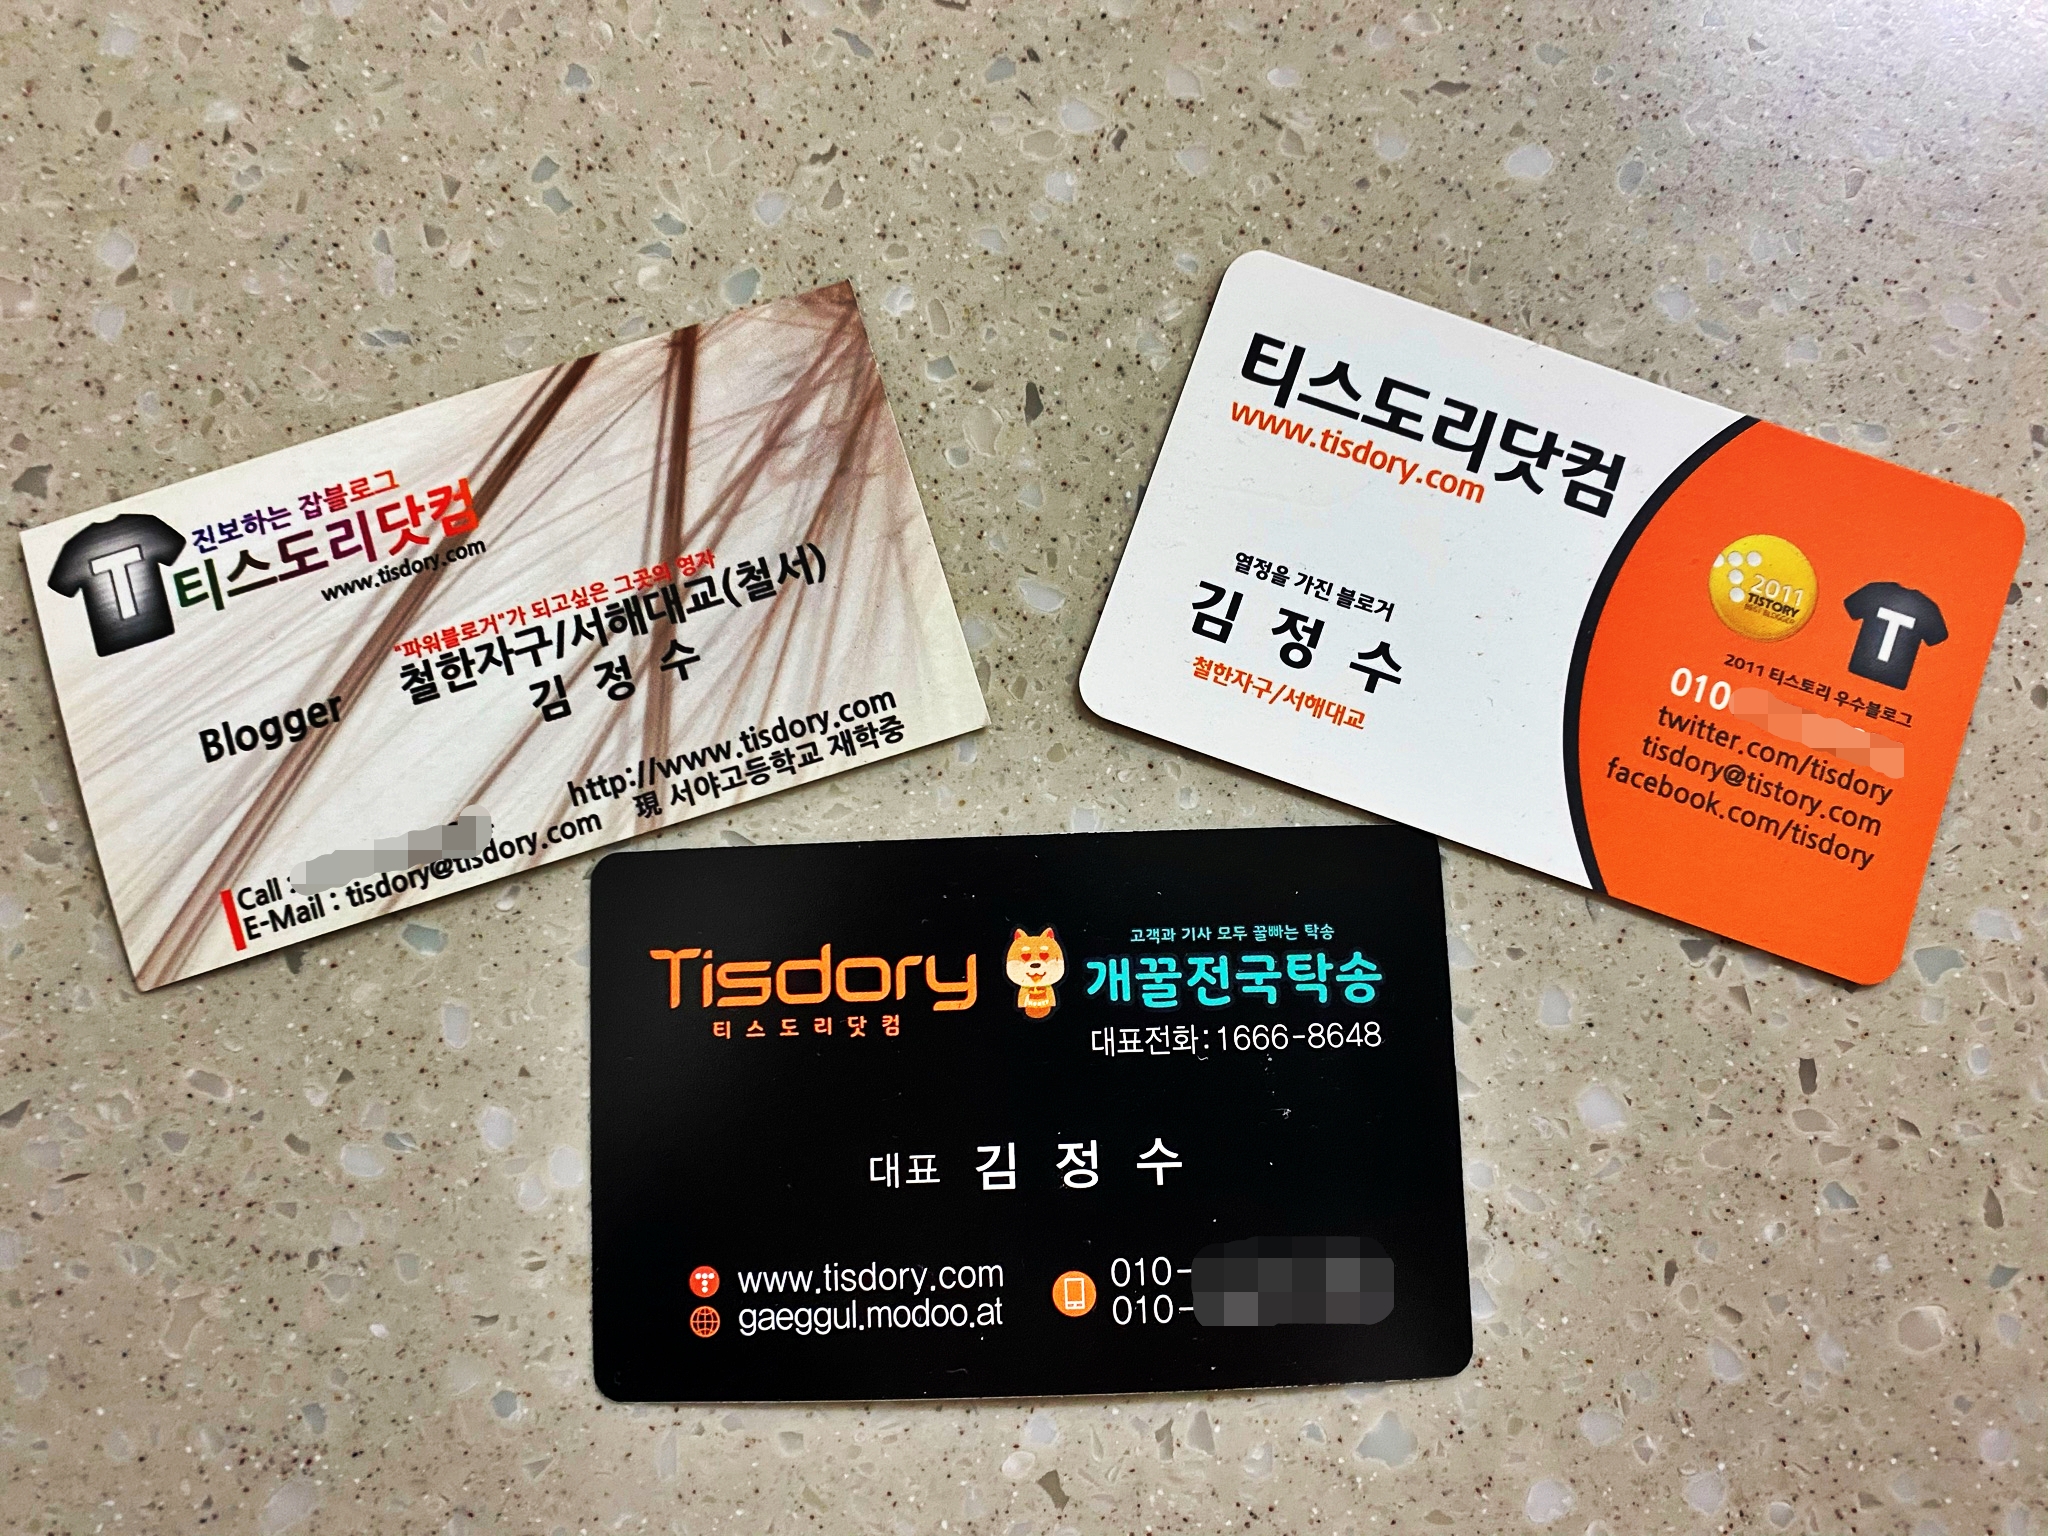 진보하는 잡블로그
T
티스도리닷컴
www.tisdory.com
"파워블로거"가 되고싶은 그곳의 영자
철한자구/서해대교(철서)
Blogger
김 정 수
http://www.tisdory.com
現 서야고등학교 재학중
Call :
E-Mail : tisdory@tisdory.com
티스도리닷컴
www.tisdory.com
열정을 가진 블로거
김 정 수
철한자구/서해대교
2011
TISTORY
BEST BLOGGER
T
2011 티스토리 우수블로그
010
twitter.com/tisdory
tisdory@tistory.com
facebook.com/tisdory
Tisdory
티스도리닷컴
고객과 기사 모두 꿀빠는 탁송
개꿀전국탁송
대표전화:1666-8648
대표 김 정 수
www.tisdory.com
gaeggul.modoo.at
010-
010-